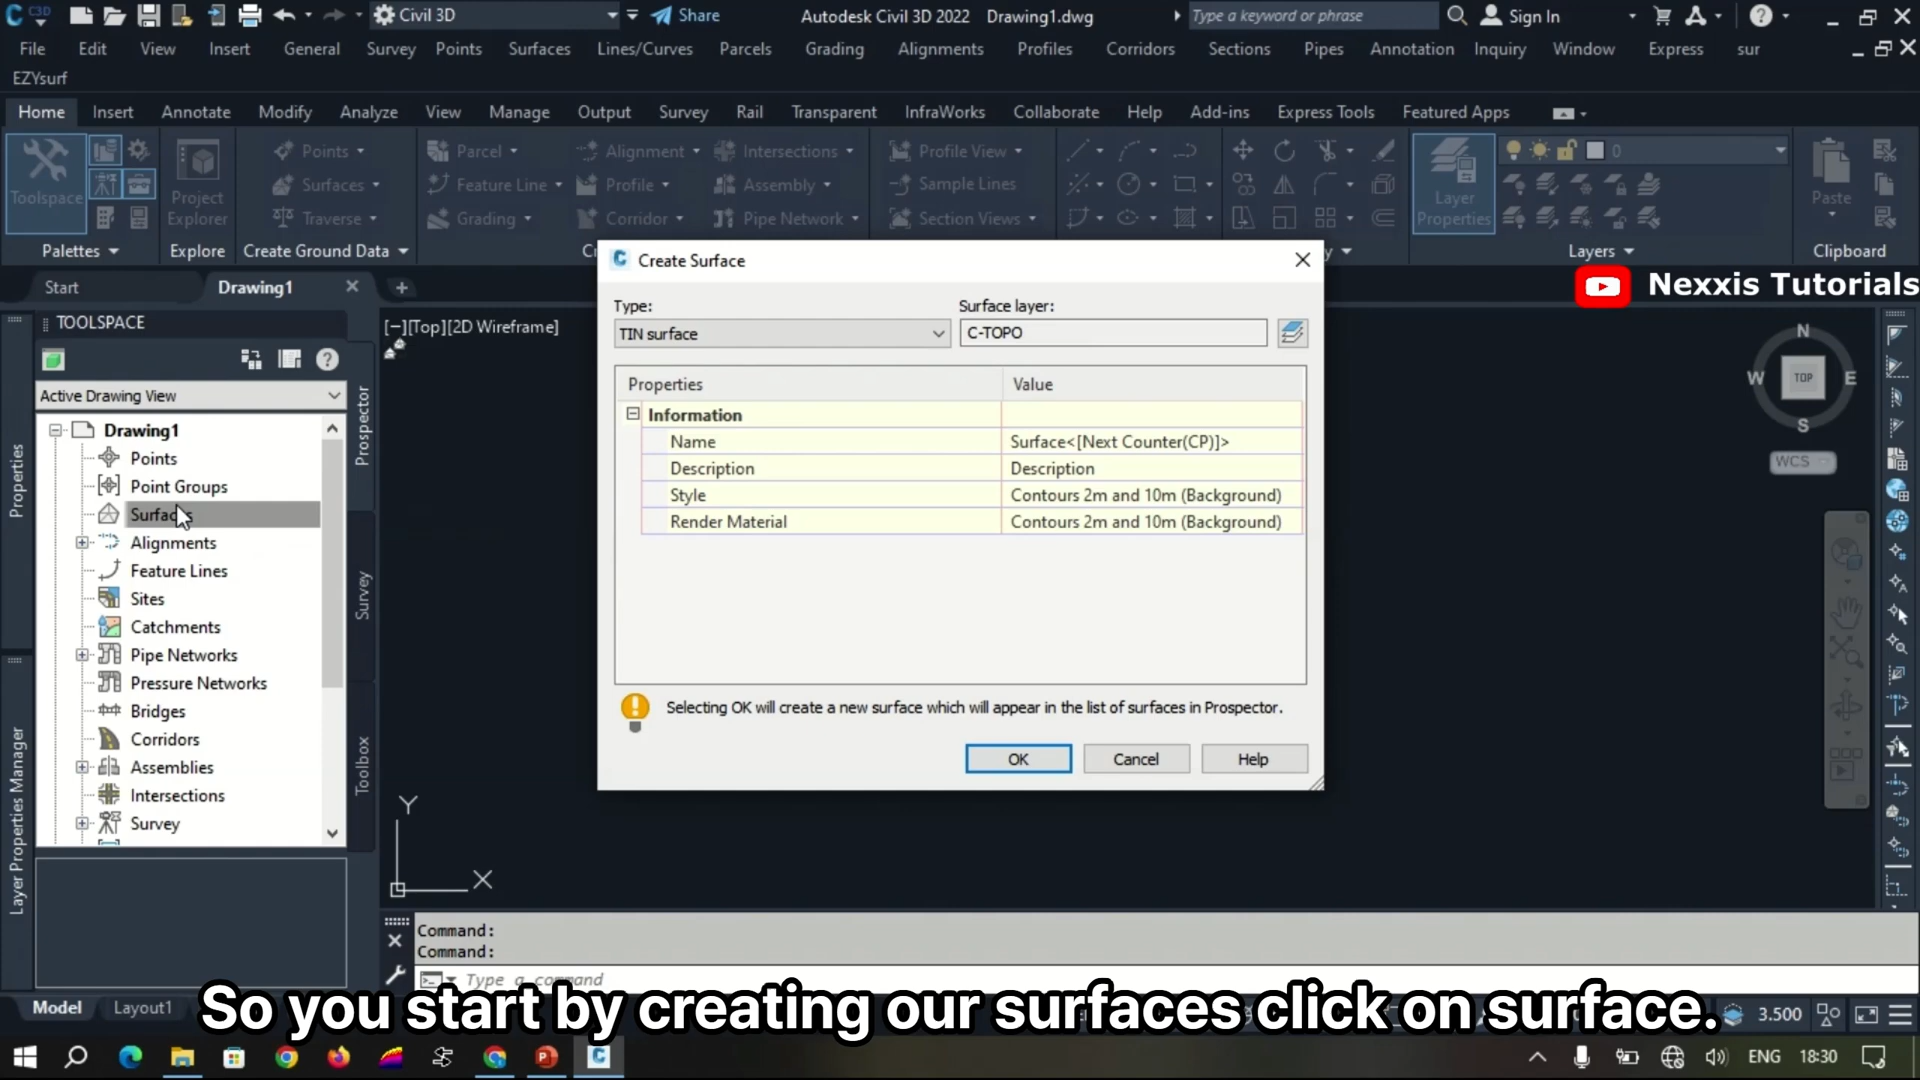 C3D
Civil 3D
Share
Autodesk Civil 3D 2022 Drawing1.dwg
Type a keyword or phrase
Sign In
File Edit View Insert General Survey Points Surfaces Lines/Curves Parcels Grading Alignments Profiles Corridors Sections Pipes Annotation Inquiry Window Express sur
EZYsurf
Home Insert Annotate Modify Analyze View Manage Output Survey Rail Transparent InfraWorks Collaborate Help Add-ins Express Tools Featured Apps
Points Parcel Alignment Intersections Profile View 0
Toolspace Project Explorer Surfaces Feature Line Profile Assembly Sample Lines Layer Properties Paste
Traverse Grading Corridor Pipe Network Section Views
Palettes Explore Create Ground Data Layers Clipboard
Start Drawing1
Nexxis Tutorials
TOOLSPACE
[−][Top][2D Wireframe]
Active Drawing View
Drawing1
Points
Point Groups
Surfaces
Alignments
Feature Lines
Sites
Catchments
Pipe Networks
Pressure Networks
Bridges
Corridors
Assemblies
Intersections
Survey
Properties
Layer Properties Manager
Prospector
Survey
Toolbox
Create Surface
Type:
Surface layer:
TIN surface
C-TOPO
Properties Value
Information
Name Surface<[Next Counter(CP)]>
Description Description
Style Contours 2m and 10m (Background)
Render Material Contours 2m and 10m (Background)
Selecting OK will create a new surface which will appear in the list of surfaces in Prospector.
OK Cancel Help
N
W TOP E
S
WCS
Y
X
Command:
Command:
Type a command
Model Layout1
3.500
So you start by creating our surfaces click on surface.
ENG 18:30